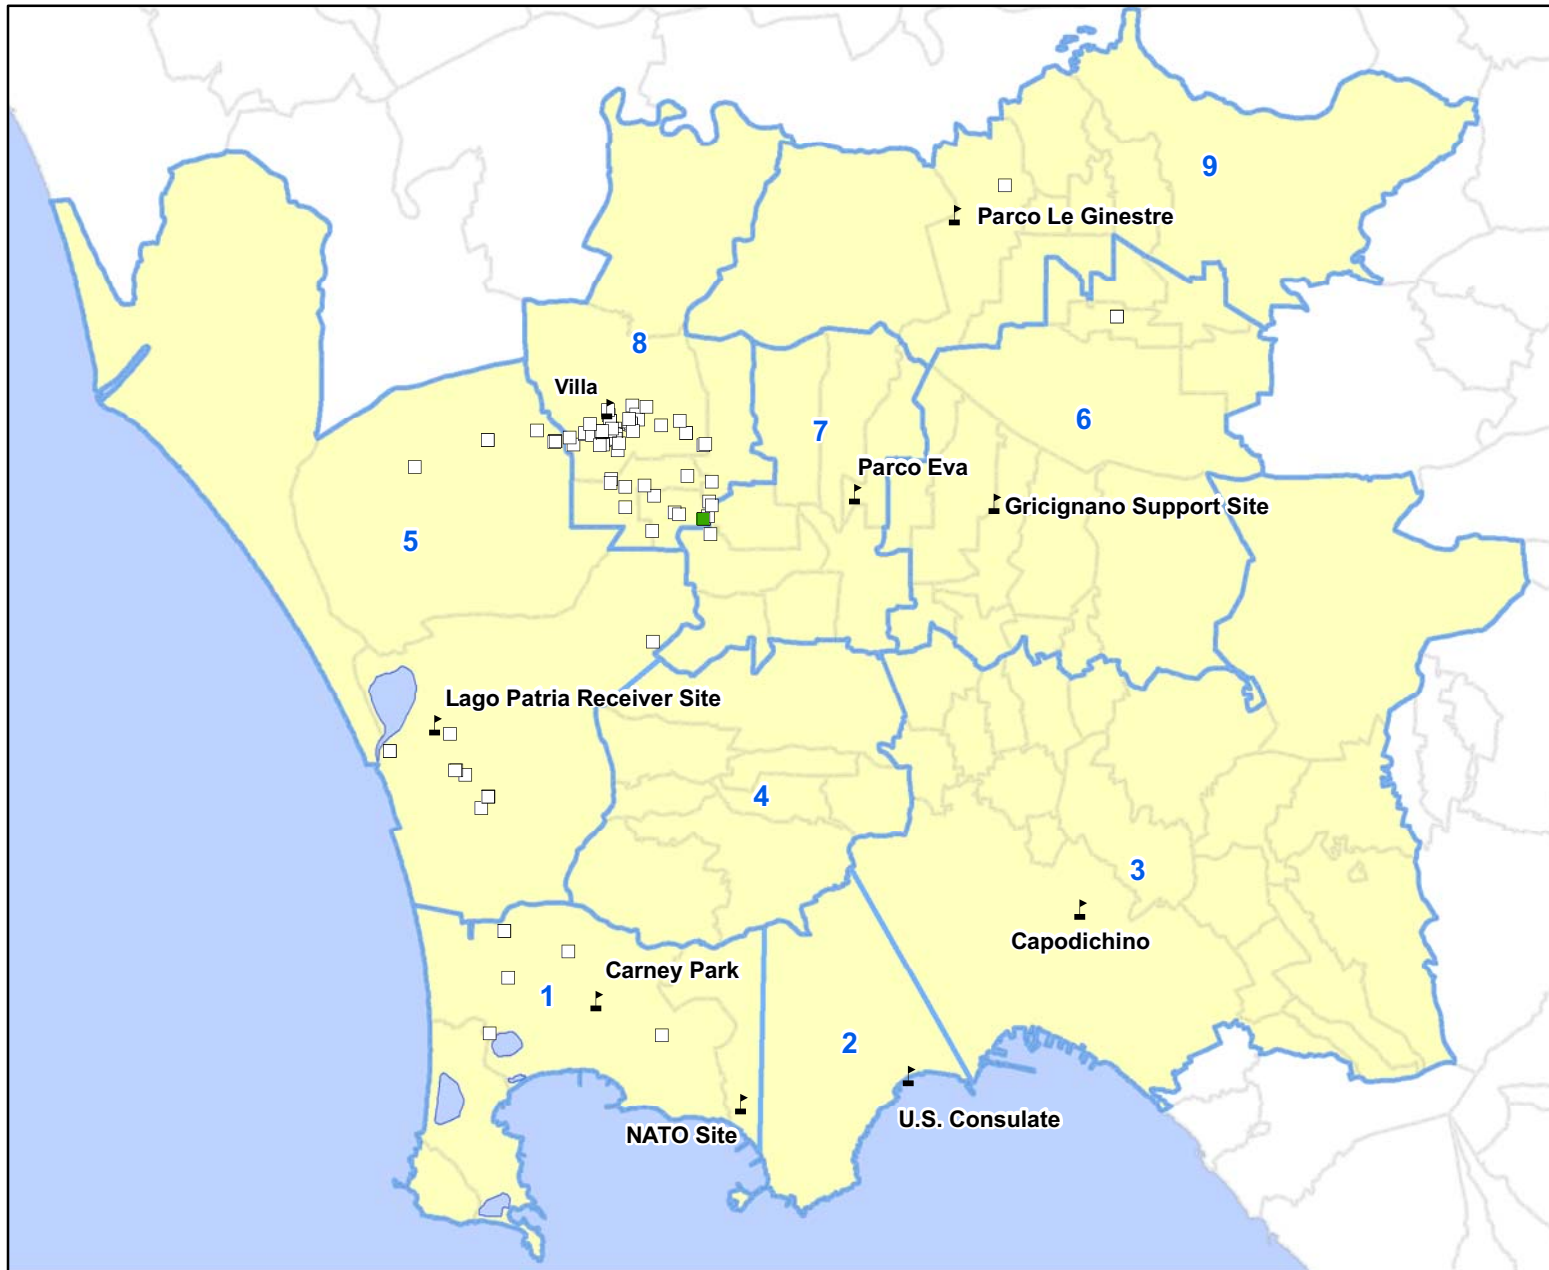 9
Parco Le Ginestre
8
Villa
6
7
Parco Eva
Gricignano Support Site
5
Lago Patria Receiver Site
4
3
Capodichino
Carney Park
1
2
U.S. Consulate
NATO Site